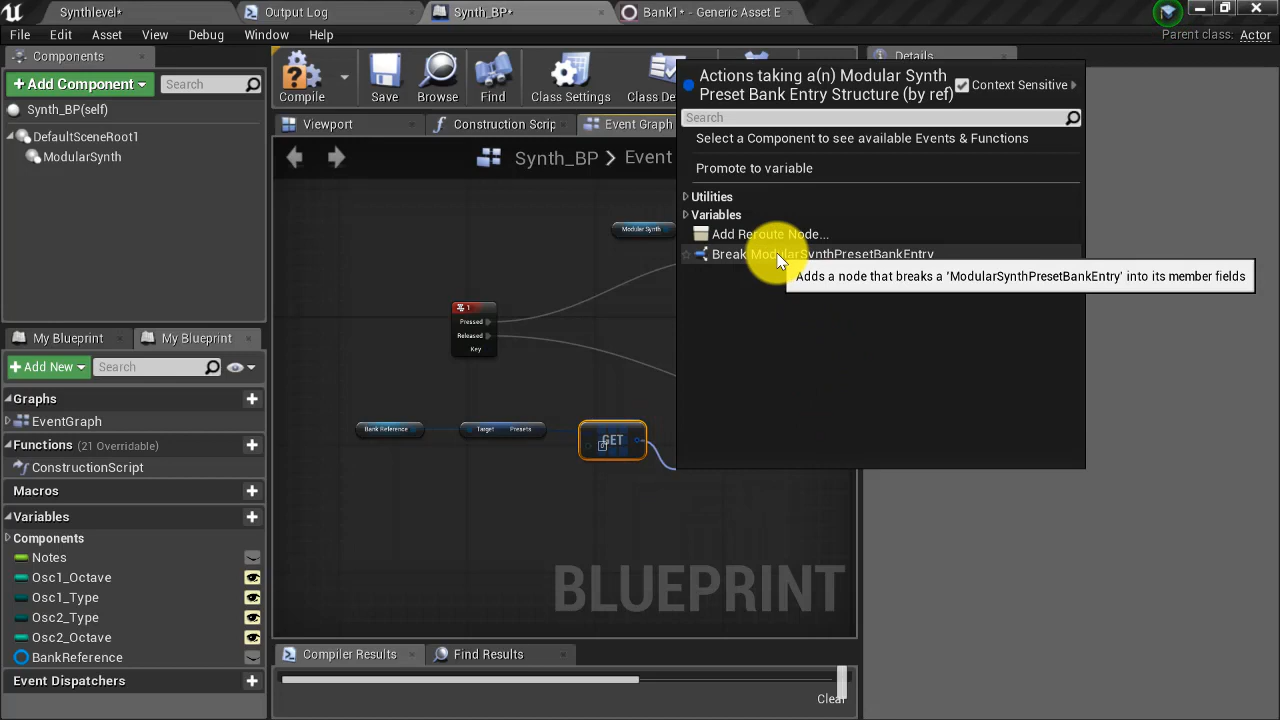 Synthlevel*
Output Log
Synth_BP*
Bank1* - Generic Asset E
File Edit Asset View Debug Window Help
Parent class: Actor
Components
Details
Add Component
Search
Compile
Save
Browse
Find
Class Settings
Class De
Actions taking a(n) Modular Synth
Preset Bank Entry Structure (by ref)
Context Sensitive
Search
Synth_BP(self)
DefaultSceneRoot1
ModularSynth
Viewport
Construction Scrip
Event Graph
Select a Component to see available Events & Functions
Synth_BP > Event
Promote to variable
Utilities
Variables
Add Reroute Node...
Break ModularSynthPresetBankEntry
Adds a node that breaks a 'ModularSynthPresetBankEntry' into its member fields
Modular Synth
1
Pressed
Released
Key
My Blueprint
My Blueprint
Add New
Search
Graphs
EventGraph
Functions (21 Overridable)
ConstructionScript
Macros
Variables
Components
Notes
Osc1_Octave
Osc1_Type
Osc2_Type
Osc2_Octave
BankReference
Event Dispatchers
Bank Reference
Target Presets
GET
BLUEPRINT
Compiler Results
Find Results
Clear